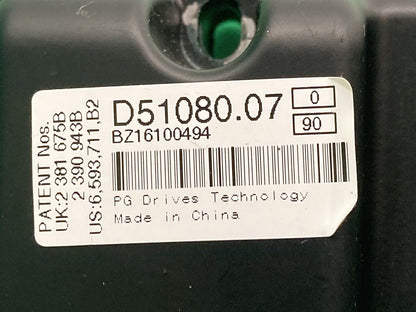 PATENT Nos.
UK:2 381 675B
2 390 943B
US:6,593,711,B2
D51080.07
0
90
BZ16100494
PG Drives Technology
Made in China